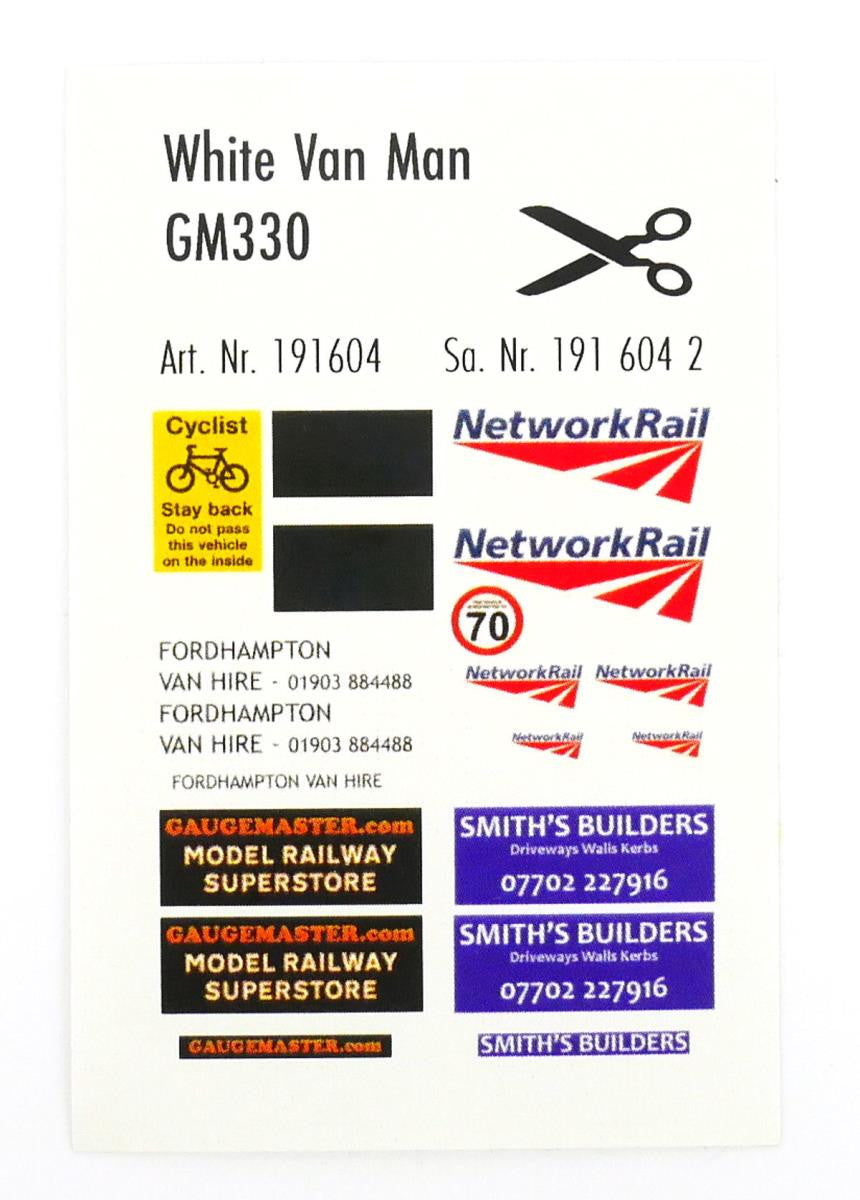 White Van Man
GM330
Art. Nr. 191604 Sa. Nr. 191 604 2
Cyclist
Stay back
Do not pass
this vehicle
on the inside
NetworkRail
NetworkRail
70
NetworkRail NetworkRail
NetworkRail NetworkRail
FORDHAMPTON
VAN HIRE - 01903 884488
FORDHAMPTON
VAN HIRE - 01903 884488
FORDHAMPTON VAN HIRE
GAUGEMASTER.com
MODEL RAILWAY
SUPERSTORE
SMITH'S BUILDERS
Driveways Walls Kerbs
07702 227916
GAUGEMASTER.com
MODEL RAILWAY
SUPERSTORE
SMITH'S BUILDERS
Driveways Walls Kerbs
07702 227916
GAUGEMASTER.com
SMITH'S BUILDERS